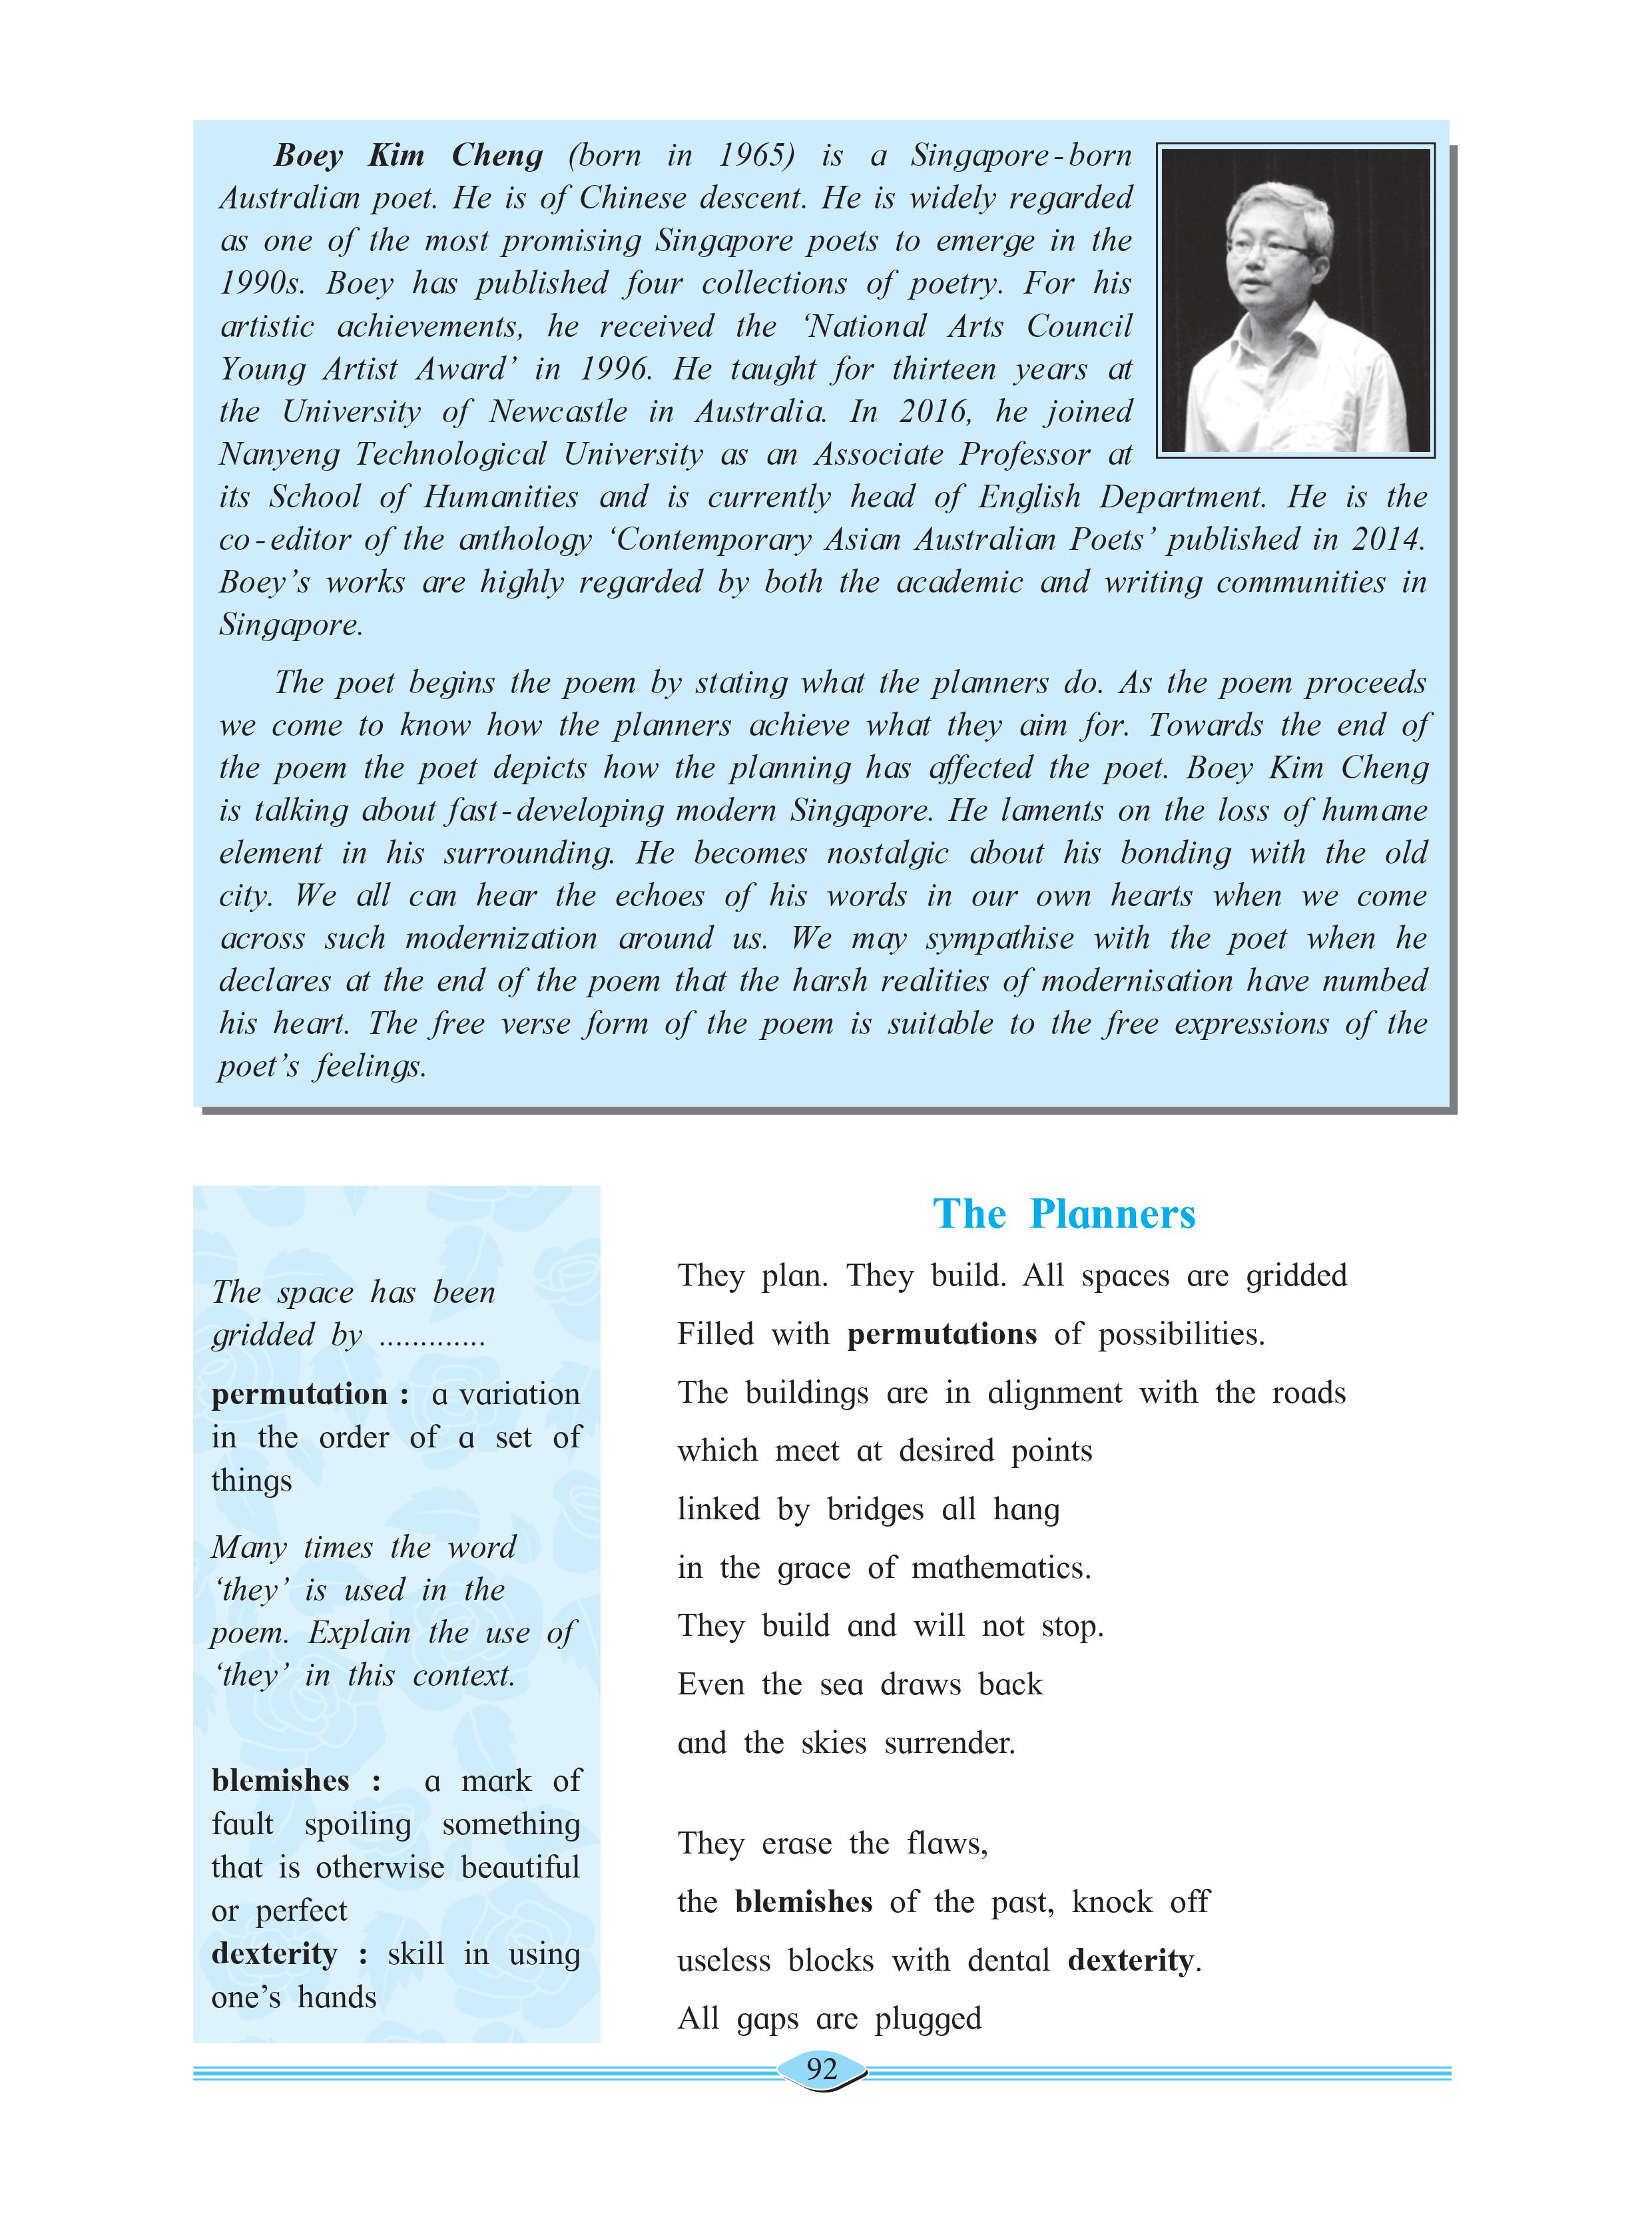 Boey Kim Cheng (born in 1965) is a Singapore-born
Australian poet. He is of Chinese descent. He is widely regarded
as one of the most promising Singapore poets to emerge in the
1990s. Boey has published four collections of poetry. For his
artistic achievements, he received the ‘National Arts Council
Young Artist Award’ in 1996. He taught for thirteen years at
the University of Newcastle in Australia. In 2016, he joined
Nanyeng Technological University as an Associate Professor at
its School of Humanities and is currently head of English Department. He is the
co-editor of the anthology ‘Contemporary Asian Australian Poets’ published in 2014.
Boey’s works are highly regarded by both the academic and writing communities in
Singapore.
The poet begins the poem by stating what the planners do. As the poem proceeds
we come to know how the planners achieve what they aim for. Towards the end of
the poem the poet depicts how the planning has affected the poet. Boey Kim Cheng
is talking about fast-developing modern Singapore. He laments on the loss of humane
element in his surrounding. He becomes nostalgic about his bonding with the old
city. We all can hear the echoes of his words in our own hearts when we come
across such modernization around us. We may sympathise with the poet when he
declares at the end of the poem that the harsh realities of modernisation have numbed
his heart. The free verse form of the poem is suitable to the free expressions of the
poet’s feelings.
The space has been
gridded by .............
permutation : a variation
in the order of a set of
things
Many times the word
‘they’ is used in the
poem. Explain the use of
‘they’ in this context.
blemishes : a mark of
fault spoiling something
that is otherwise beautiful
or perfect
dexterity : skill in using
one’s hands
The Planners
They plan. They build. All spaces are gridded
Filled with permutations of possibilities.
The buildings are in alignment with the roads
which meet at desired points
linked by bridges all hang
in the grace of mathematics.
They build and will not stop.
Even the sea draws back
and the skies surrender.
They erase the flaws,
the blemishes of the past, knock off
useless blocks with dental dexterity.
All gaps are plugged
92